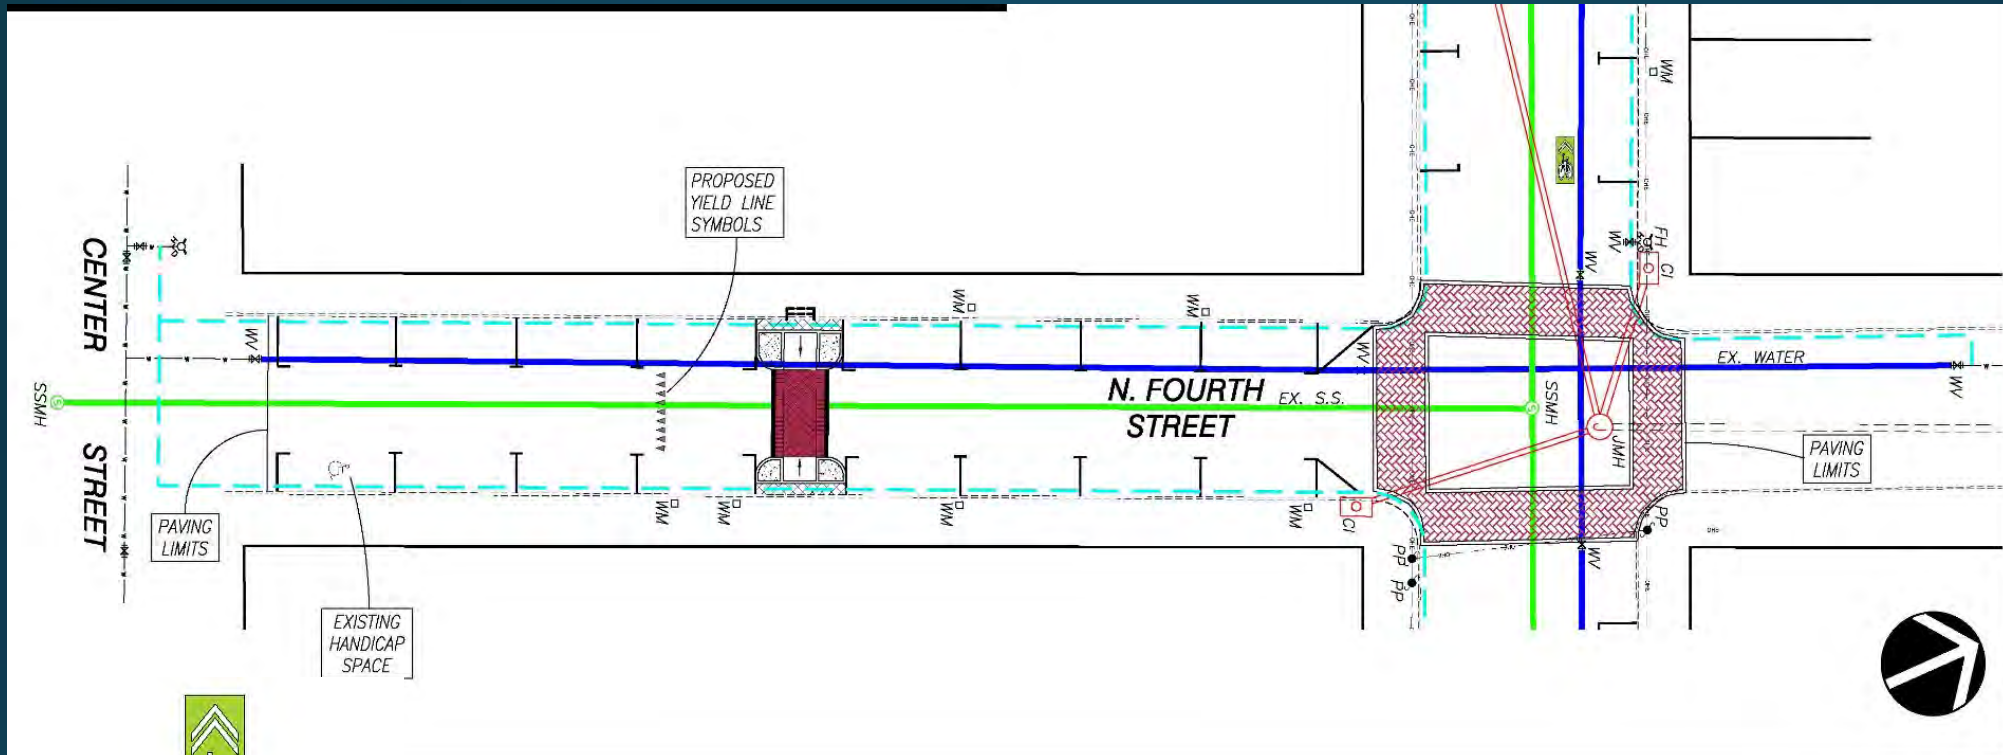 PROPOSED
YIELD LINE
SYMBOLS
WM
FH
WV
WV
CI
CENTER
STREET
WV
WM
WM
WV
EX. WATER
WV
N. FOURTH
STREET
EX. S.S.
SSMH
SSMH
S
S
J
JMH
PAVING
LIMITS
PAVING
LIMITS
WM
WM
WM
WM
CI
PP
PP
PP
WV
EXISTING
HANDICAP
SPACE